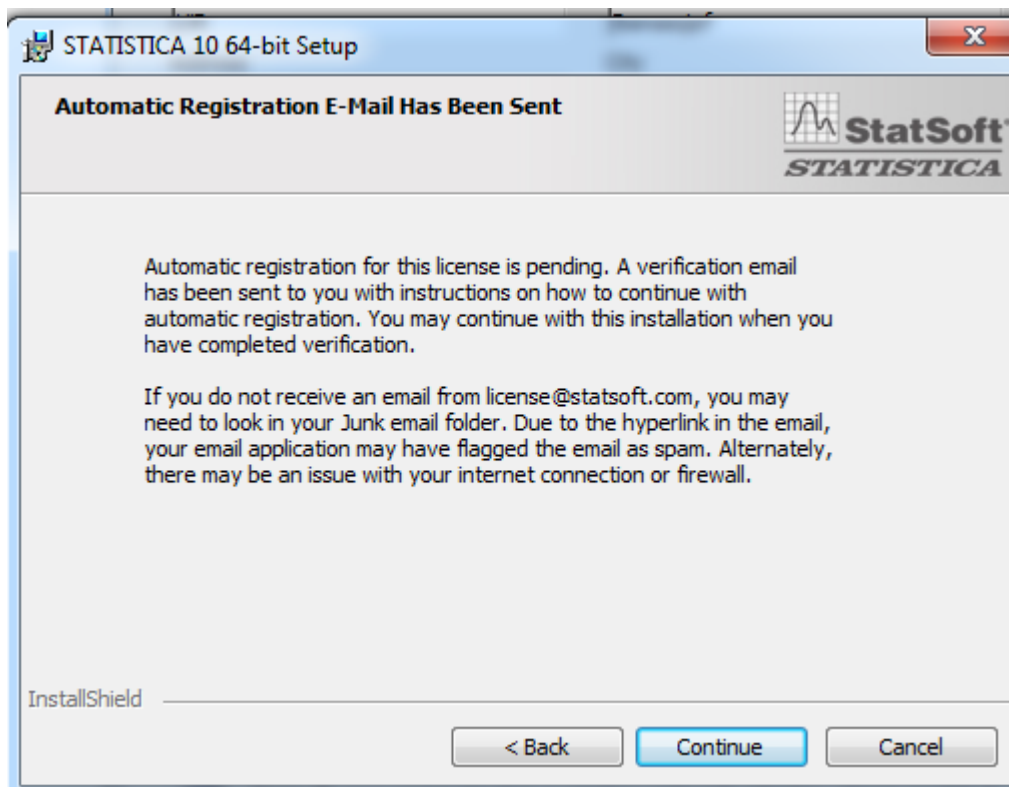 STATISTICA 10 64-bit Setup
Automatic Registration E-Mail Has Been Sent
StatSoft
STATISTICA
Automatic registration for this license is pending. A verification email
has been sent to you with instructions on how to continue with
automatic registration. You may continue with this installation when you
have completed verification.
If you do not receive an email from license@statsoft.com, you may
need to look in your Junk email folder. Due to the hyperlink in the email,
your email application may have flagged the email as spam. Alternately,
there may be an issue with your internet connection or firewall.
InstallShield
< Back
Continue
Cancel